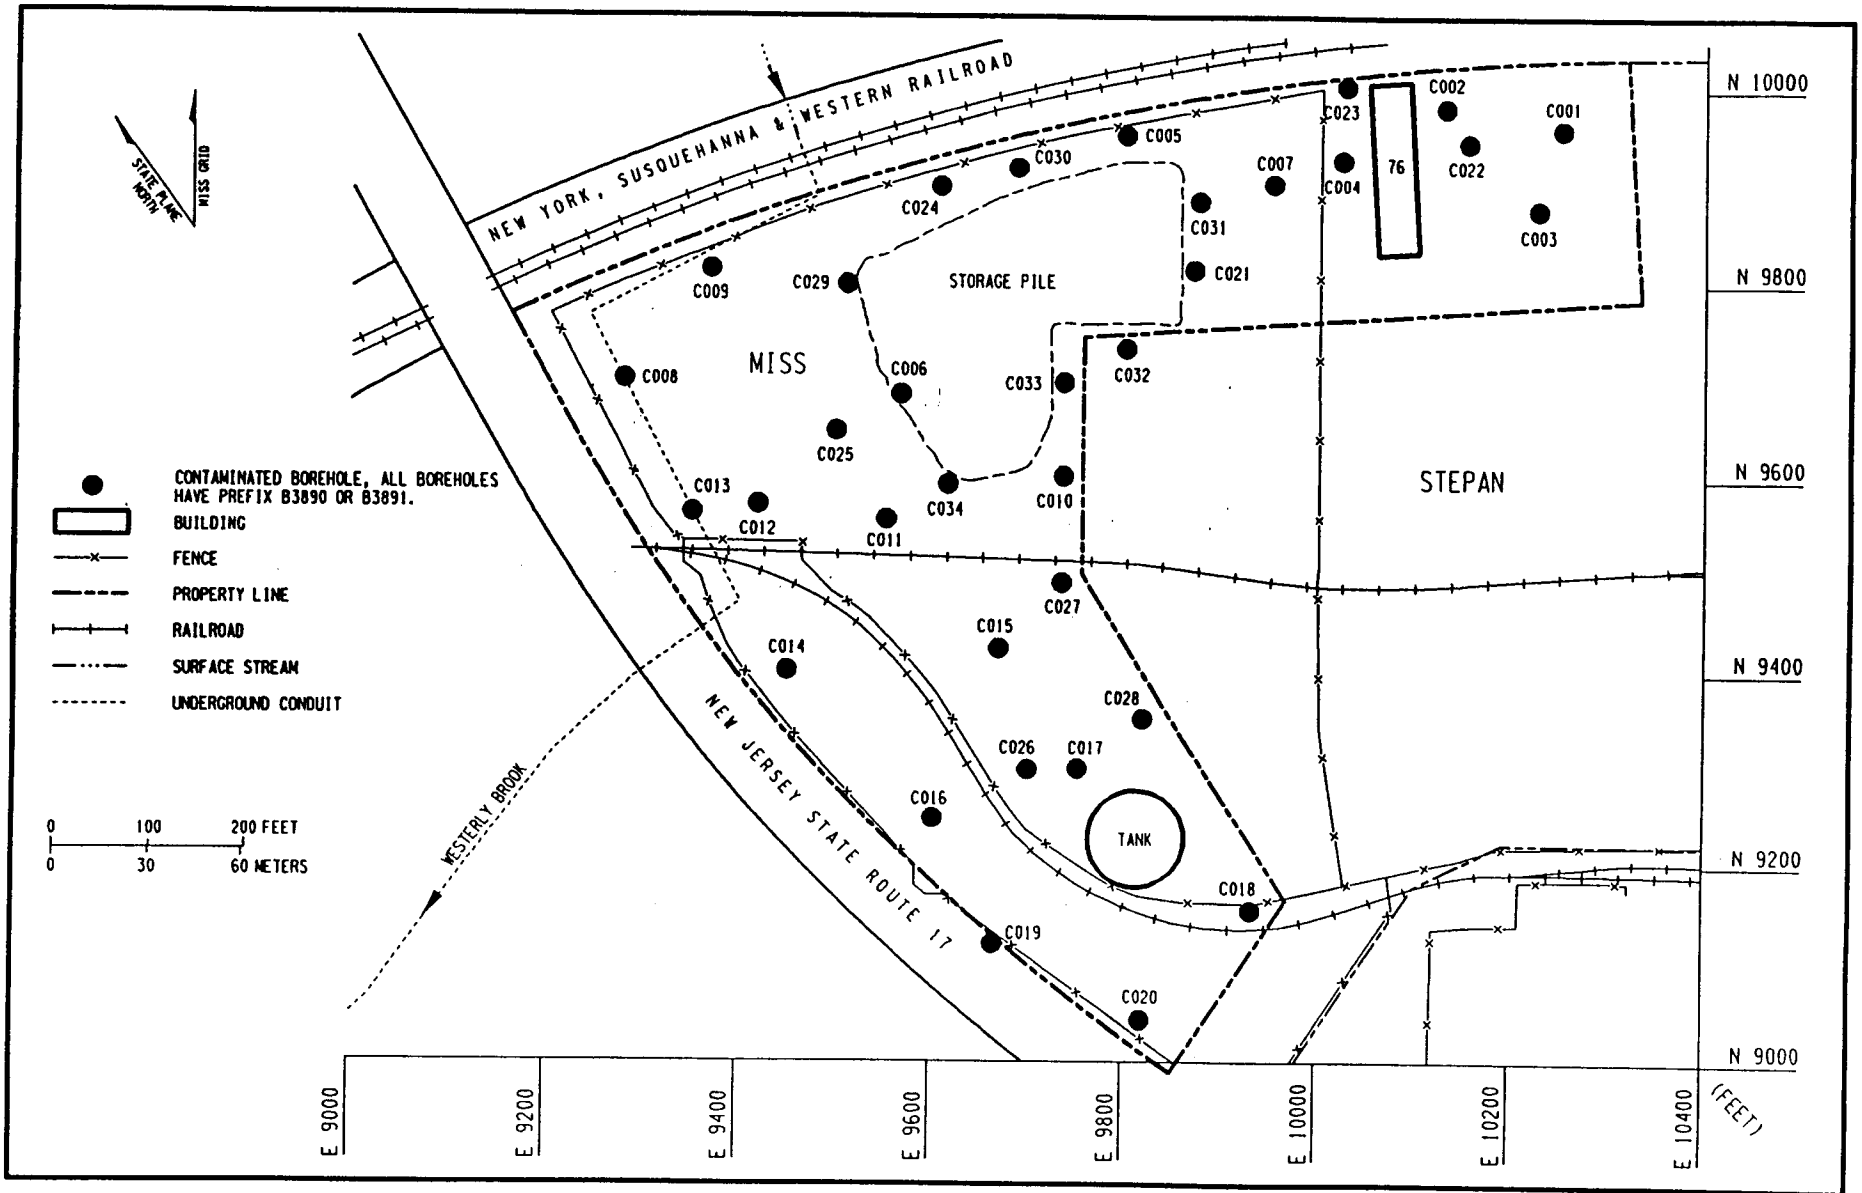 NEW YORK, SUSQUEHANNA & WESTERN RAILROAD
STATE PLANE
NORTH
MISS GRID
N 10000
C023
C002
C001
C005
C030
C007
C004
76
C022
C024
C031
C003
C009
C029
STORAGE PILE
C021
N 9800
MISS
C008
C006
C033
C032
C025
STEPAN
N 9600
CONTAMINATED BOREHOLE, ALL BOREHOLES
HAVE PREFIX B3890 OR B3891.
C013
C012
C011
C034
C010
BUILDING
FENCE
PROPERTY LINE
RAILROAD
SURFACE STREAM
UNDERGROUND CONDUIT
C027
C015
C014
N 9400
C028
NEW JERSEY STATE ROUTE 17
C026
C017
C016
TANK
WESTERLY BROOK
0 100 200 FEET
0 30 60 METERS
N 9200
C018
C019
C020
N 9000
E 9000
E 9200
E 9400
E 9600
E 9800
E 10000
E 10200
E 10400
(FEET)